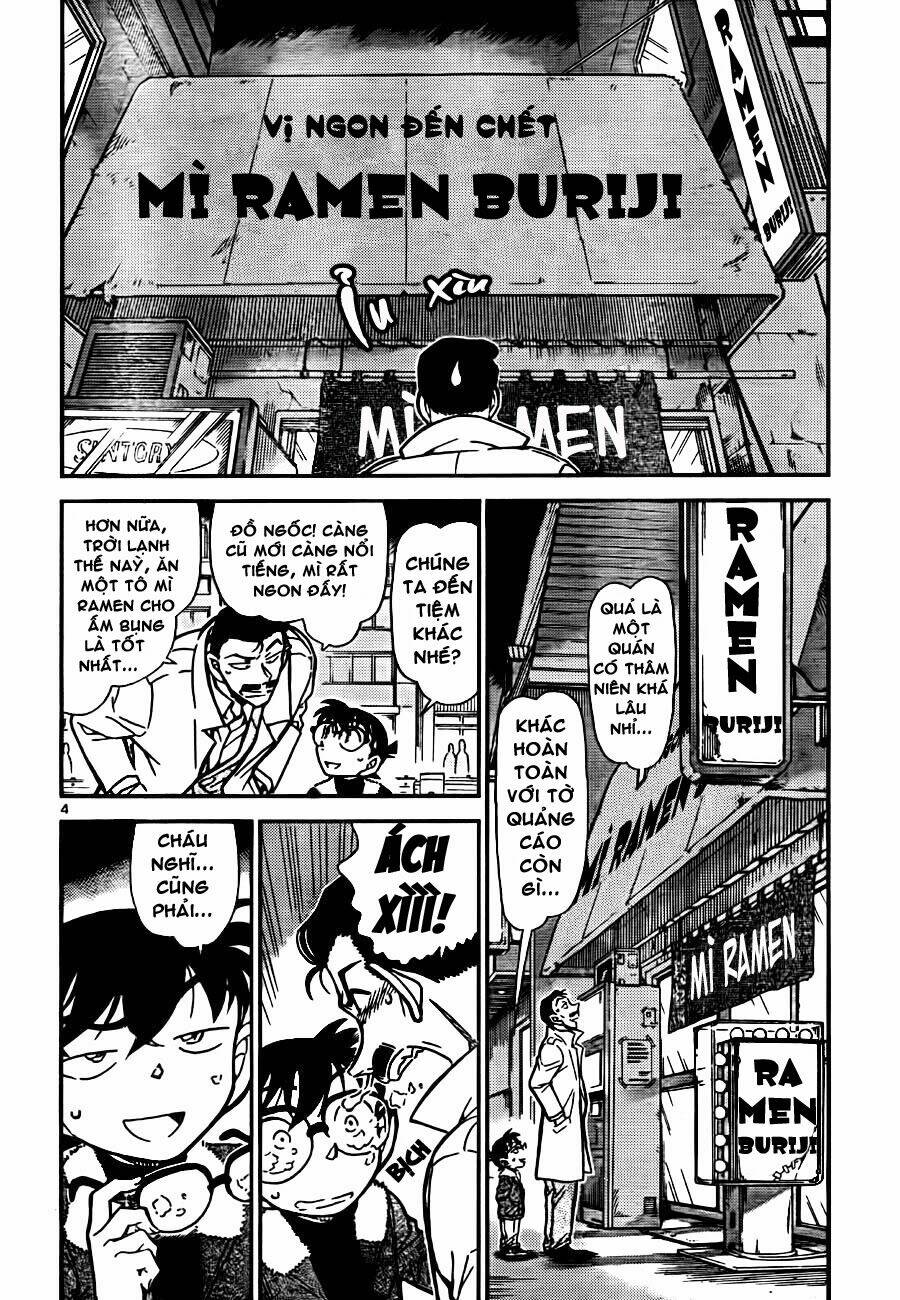 VỊ NGON ĐẾN CHẾT
MÌ RAMEN BURIJI
RAMEN
BURIJI
ỉu xìu
MÌ RAMEN
SUNTORY
RAMEN
BURIJI
QUẢ LÀ
MỘT
QUÁN
CÓ THÂM
NIÊN KHÁ
LÂU
NHỈ...
KHÁC
HOÀN
TOÀN
VỚI TỜ
QUẢNG
CÁO
CÒN
GÌ...
MÌ RAMEN
MÌ RAMEN
RA
MEN
BURIJI
CHÚNG
TA ĐẾN
TIỆM
KHÁC
NHÉ?
ĐỒ NGỐC! CÀNG
CŨ MỚI CÀNG NỔI
TIẾNG, MÌ RẤT
NGON ĐẤY!
HƠN NỮA,
TRỜI LẠNH
THẾ NÀY, ĂN
MỘT TÔ MÌ
RAMEN CHO
ẤM BỤNG
LÀ TỐT
NHẤT...
4
ÁCH
XÌÌÌ!
BỊCH
CHÁU
NGHĨ...
CŨNG
PHẢI...